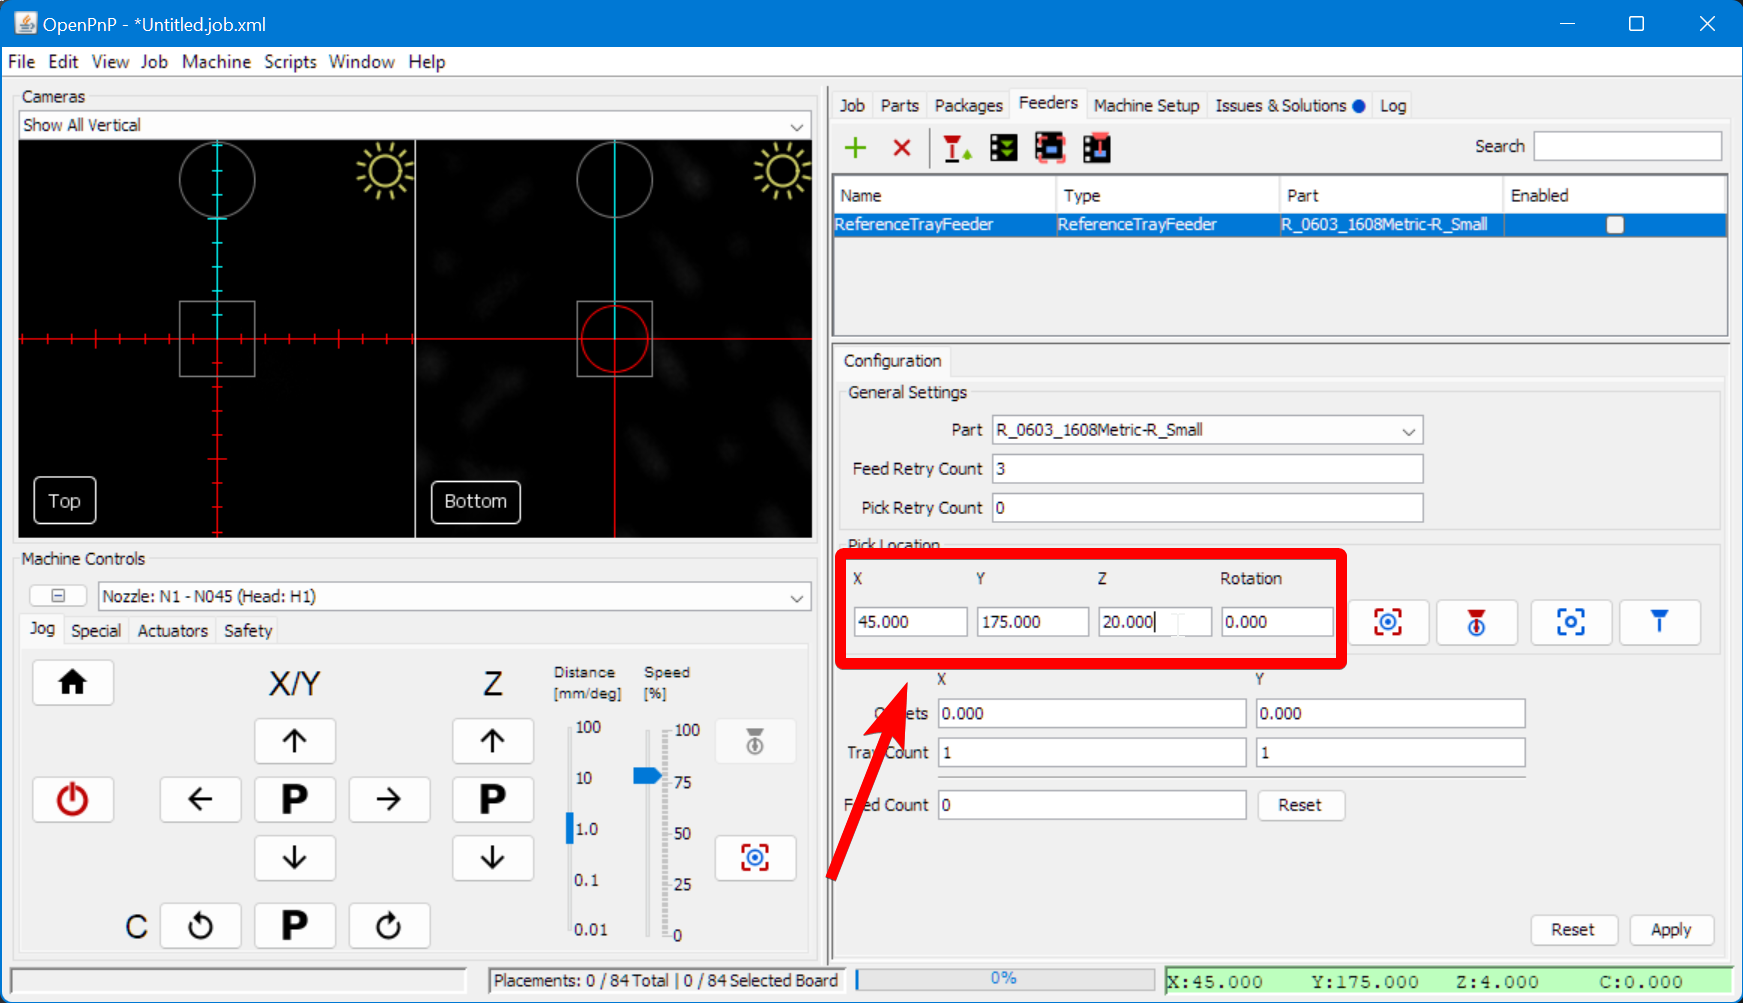 OpenPnP - *Untitled.job.xml
File Edit View Job Machine Scripts Window Help
Cameras
Show All Vertical
Top
Bottom
Machine Controls
Nozzle: N1 - N045 (Head: H1)
Jog Special Actuators Safety
X/Y
Z
Distance
[mm/deg]
Speed
[%]
100
10
1.0
0.1
0.01
100
75
50
25
0
P
P
C
P
Job Parts Packages Feeders Machine Setup Issues & Solutions Log
Search
Name Type Part Enabled
ReferenceTrayFeeder ReferenceTrayFeeder R_0603_1608Metric-R_Small
Configuration
General Settings
Part R_0603_1608Metric-R_Small
Feed Retry Count 3
Pick Retry Count 0
Pick Location
X Y Z Rotation
45.000 175.000 20.000 0.000
X Y
0.000 0.000
Tray Count 1 1
Feed Count 0 Reset
Reset Apply
Placements: 0 / 84 Total | 0 / 84 Selected Board
0%
X:45.000 Y:175.000 Z:4.000 C:0.000